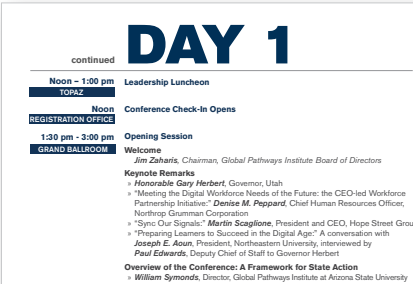 continued DAY 1
Noon – 1:00 pm Leadership Luncheon
TOPAZ
Noon Conference Check-In Opens
REGISTRATION OFFICE
1:30 pm - 3:00 pm Opening Session
GRAND BALLROOM
Welcome
Jim Zaharis, Chairman, Global Pathways Institute Board of Directors
Keynote Remarks
» Honorable Gary Herbert, Governor, Utah
» “Meeting the Digital Workforce Needs of the Future: the CEO-led Workforce
Partnership Initiative:” Denise M. Peppard, Chief Human Resources Officer,
Northrop Grumman Corporation
» “Sync Our Signals:” Martin Scaglione, President and CEO, Hope Street Grou
» “Preparing Learners to Succeed in the Digital Age:” A conversation with
Joseph E. Aoun, President, Northeastern University, interviewed by
Paul Edwards, Deputy Chief of Staff to Governor Herbert
Overview of the Conference: A Framework for State Action
» William Symonds, Director, Global Pathways Institute at Arizona State University